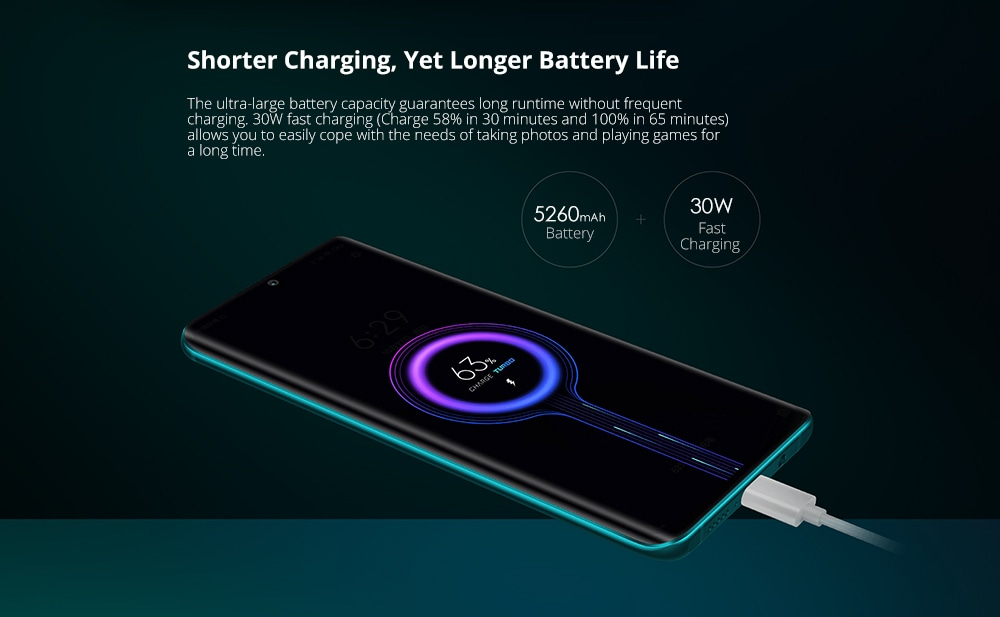 Shorter Charging, Yet Longer Battery Life
The ultra-large battery capacity guarantees long runtime without frequent
charging. 30W fast charging (Charge 58% in 30 minutes and 100% in 65 minutes)
allows you to easily cope with the needs of taking photos and playing games for
a long time.
5260mAh
Battery
+
30W
Fast
Charging
6:29
63%
CHARGE TURBO